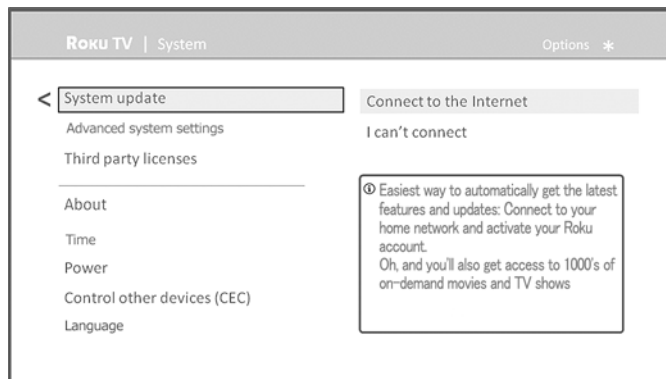 Roku TV | System
Options *
< System update
Advanced system settings
Third party licenses
About
Time
Power
Control other devices (CEC)
Language
Connect to the Internet
I can't connect
Easiest way to automatically get the latest
features and updates: Connect to your
home network and activate your Roku
account.
Oh, and you'll also get access to 1000's of
on-demand movies and TV shows